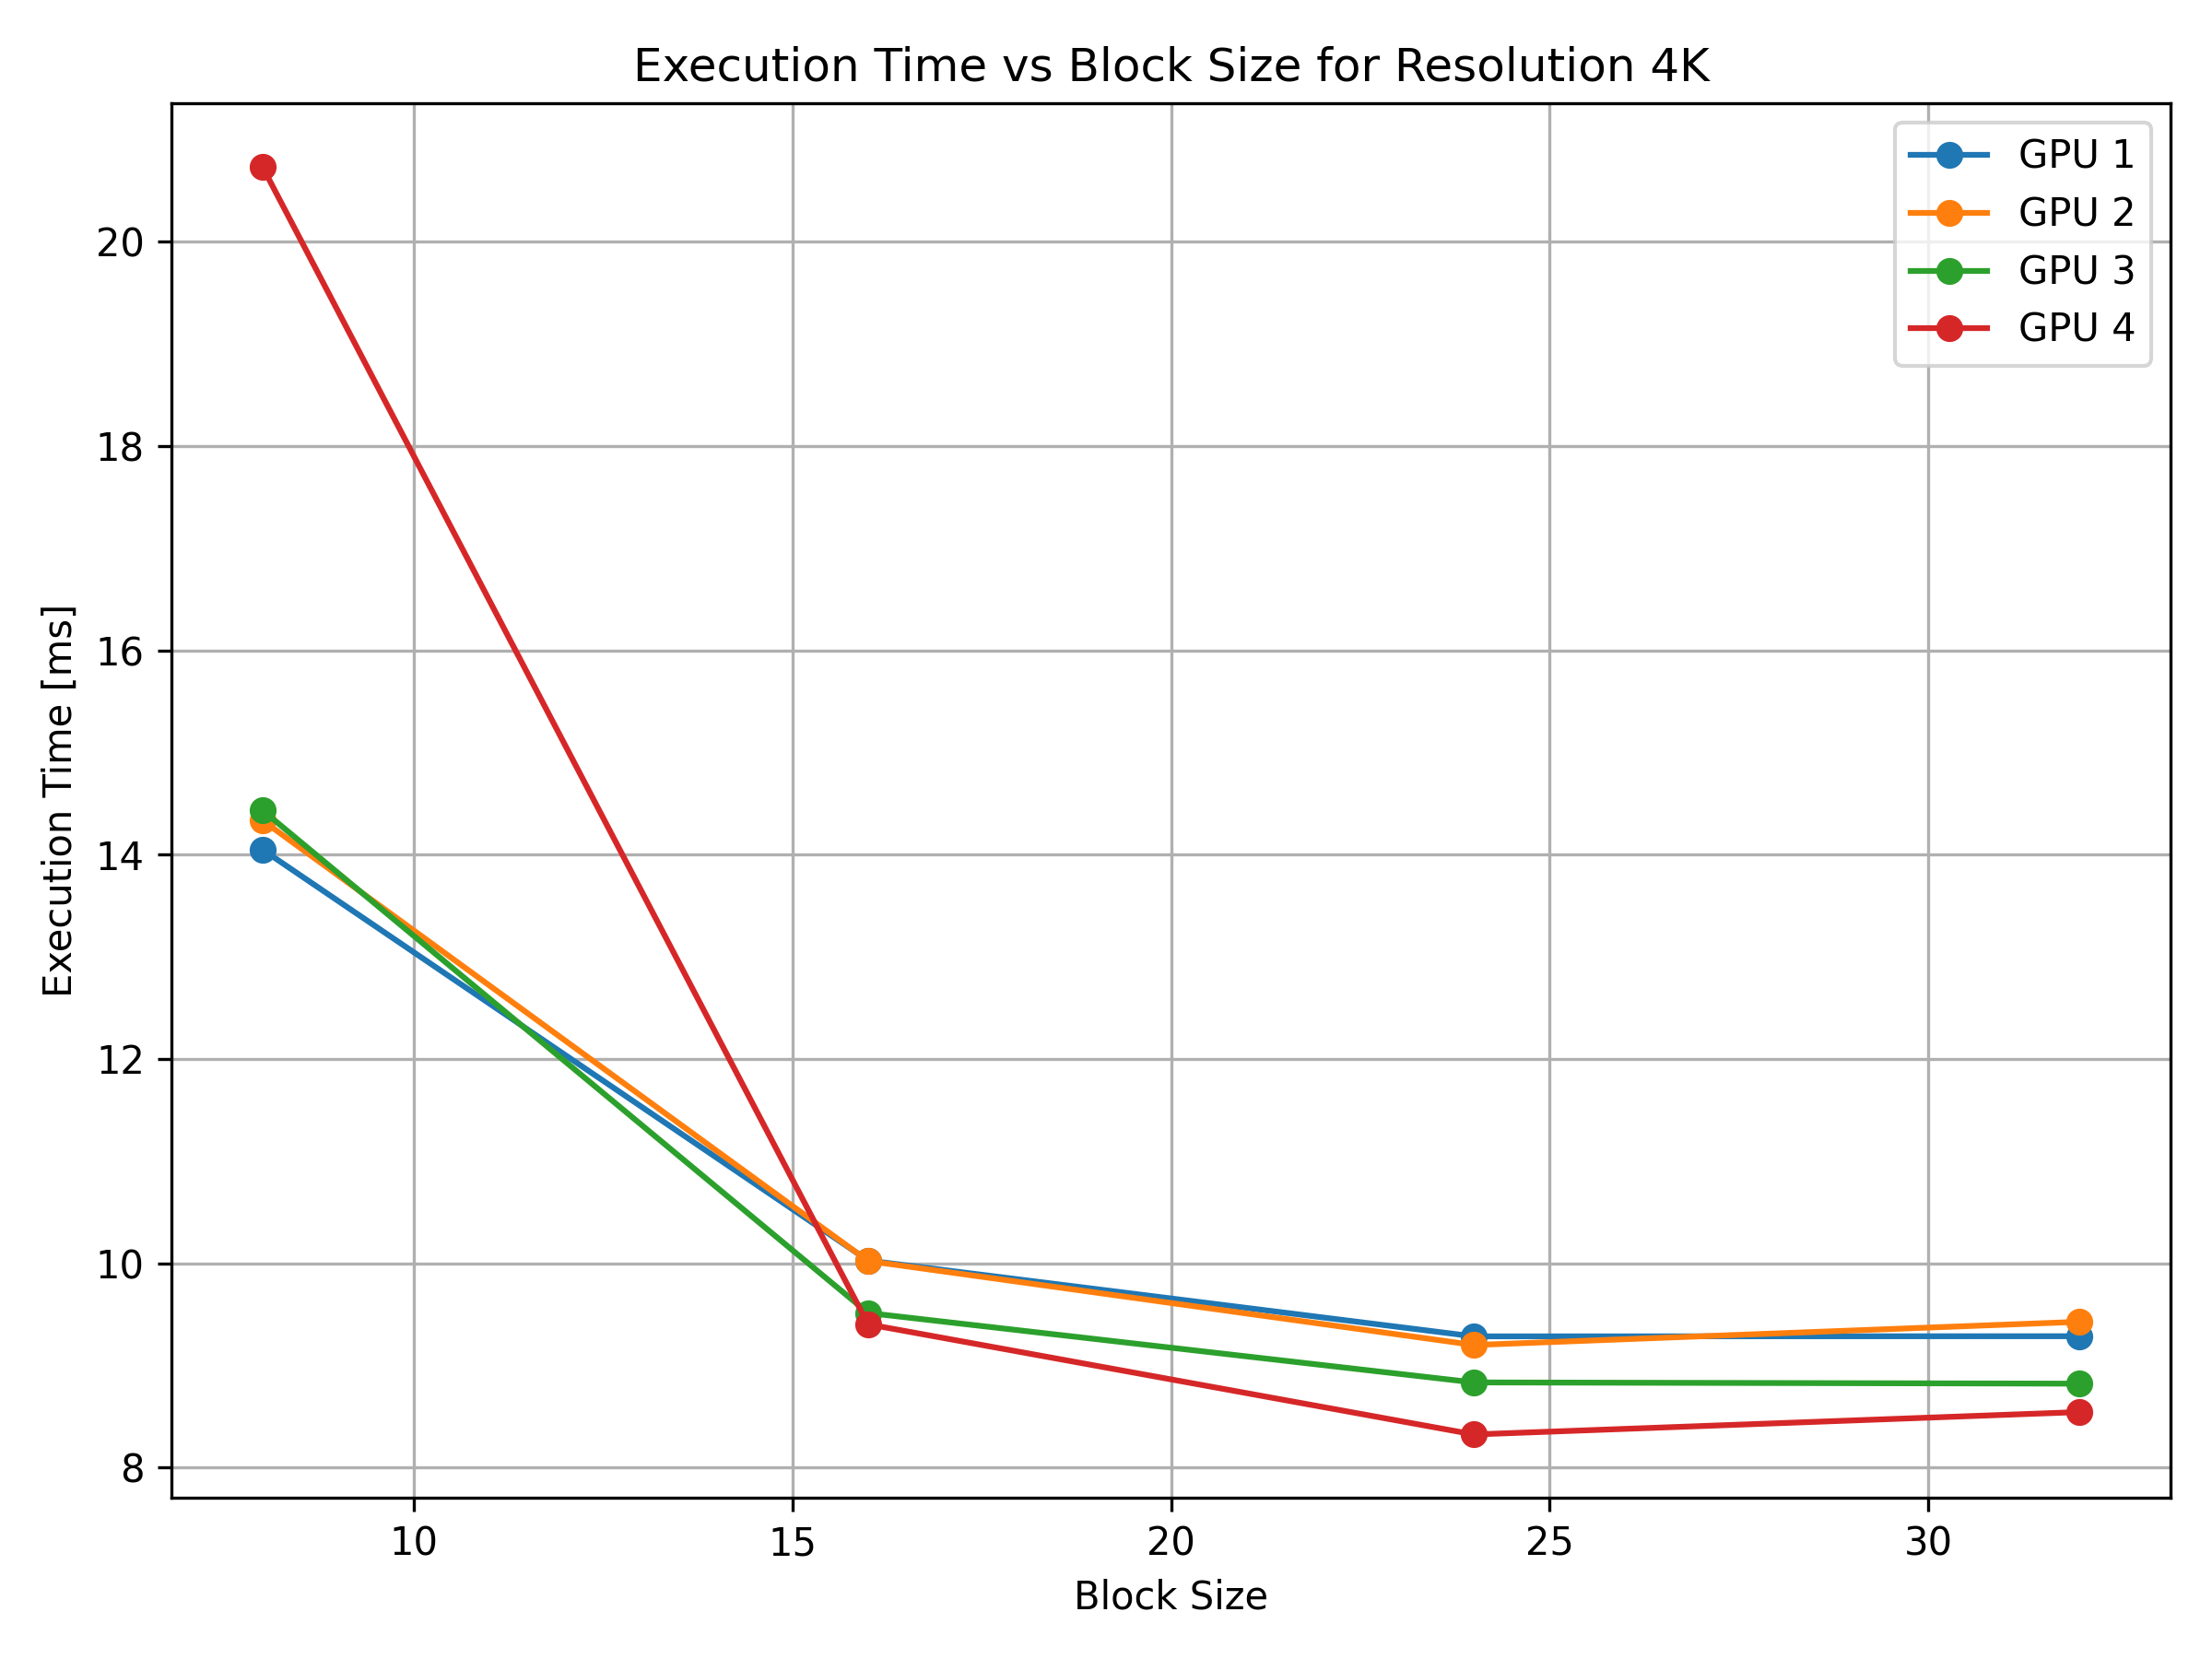 Execution Time vs Block Size for Resolution 4K
GPU 1
GPU 2
GPU 3
GPU 4
Execution Time [ms]
20
18
16
14
12
10
8
10 15 20 25 30
Block Size